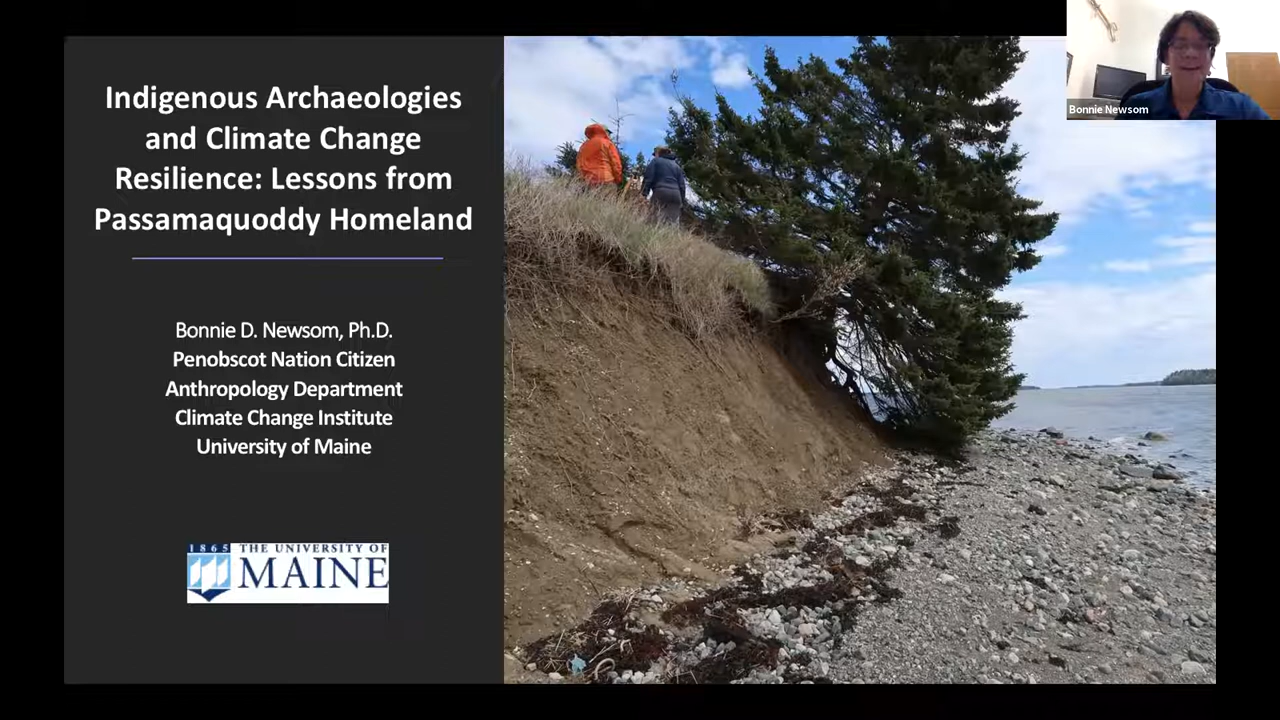 Indigenous Archaeologies
and Climate Change
Resilience: Lessons from
Passamaquoddy Homeland
Bonnie D. Newsom, Ph.D.
Penobscot Nation Citizen
Anthropology Department
Climate Change Institute
University of Maine
1865 THE UNIVERSITY OF
MAINE
Bonnie Newsom